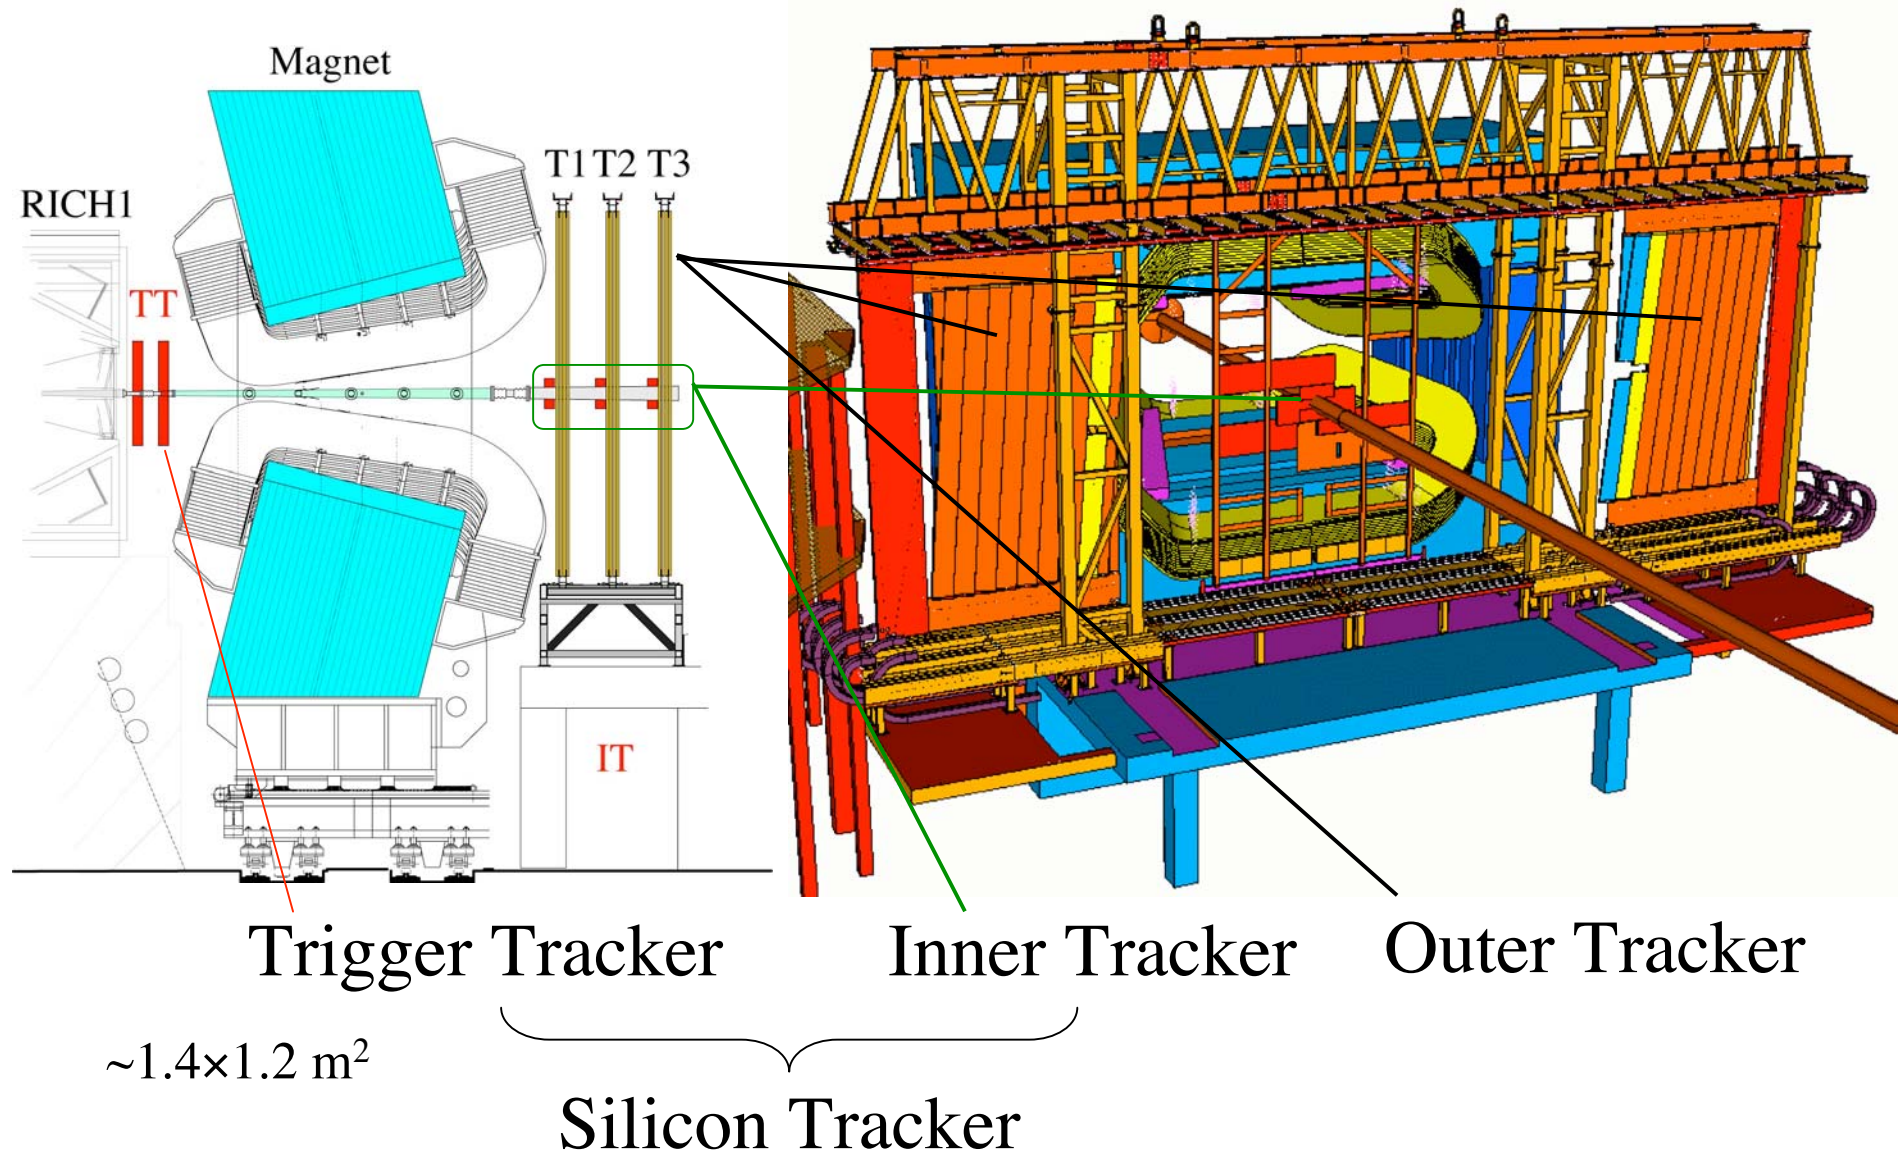 Magnet
T1 T2 T3
RICH1
TT
IT
Trigger Tracker
Inner Tracker
Outer Tracker
~1.4×1.2 m²
Silicon Tracker